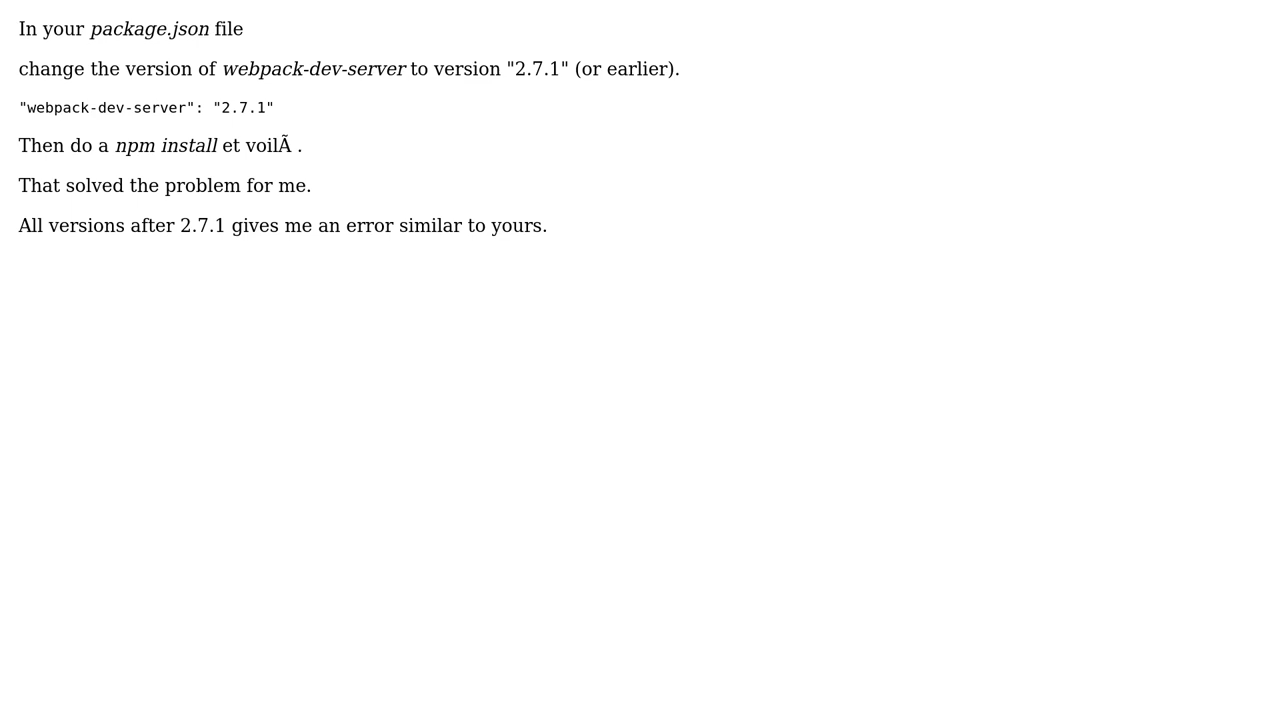 In your package.json file
change the version of webpack-dev-server to version "2.7.1" (or earlier).
"webpack-dev-server": "2.7.1"
Then do a npm install et voilÃ .
That solved the problem for me.
All versions after 2.7.1 gives me an error similar to yours.